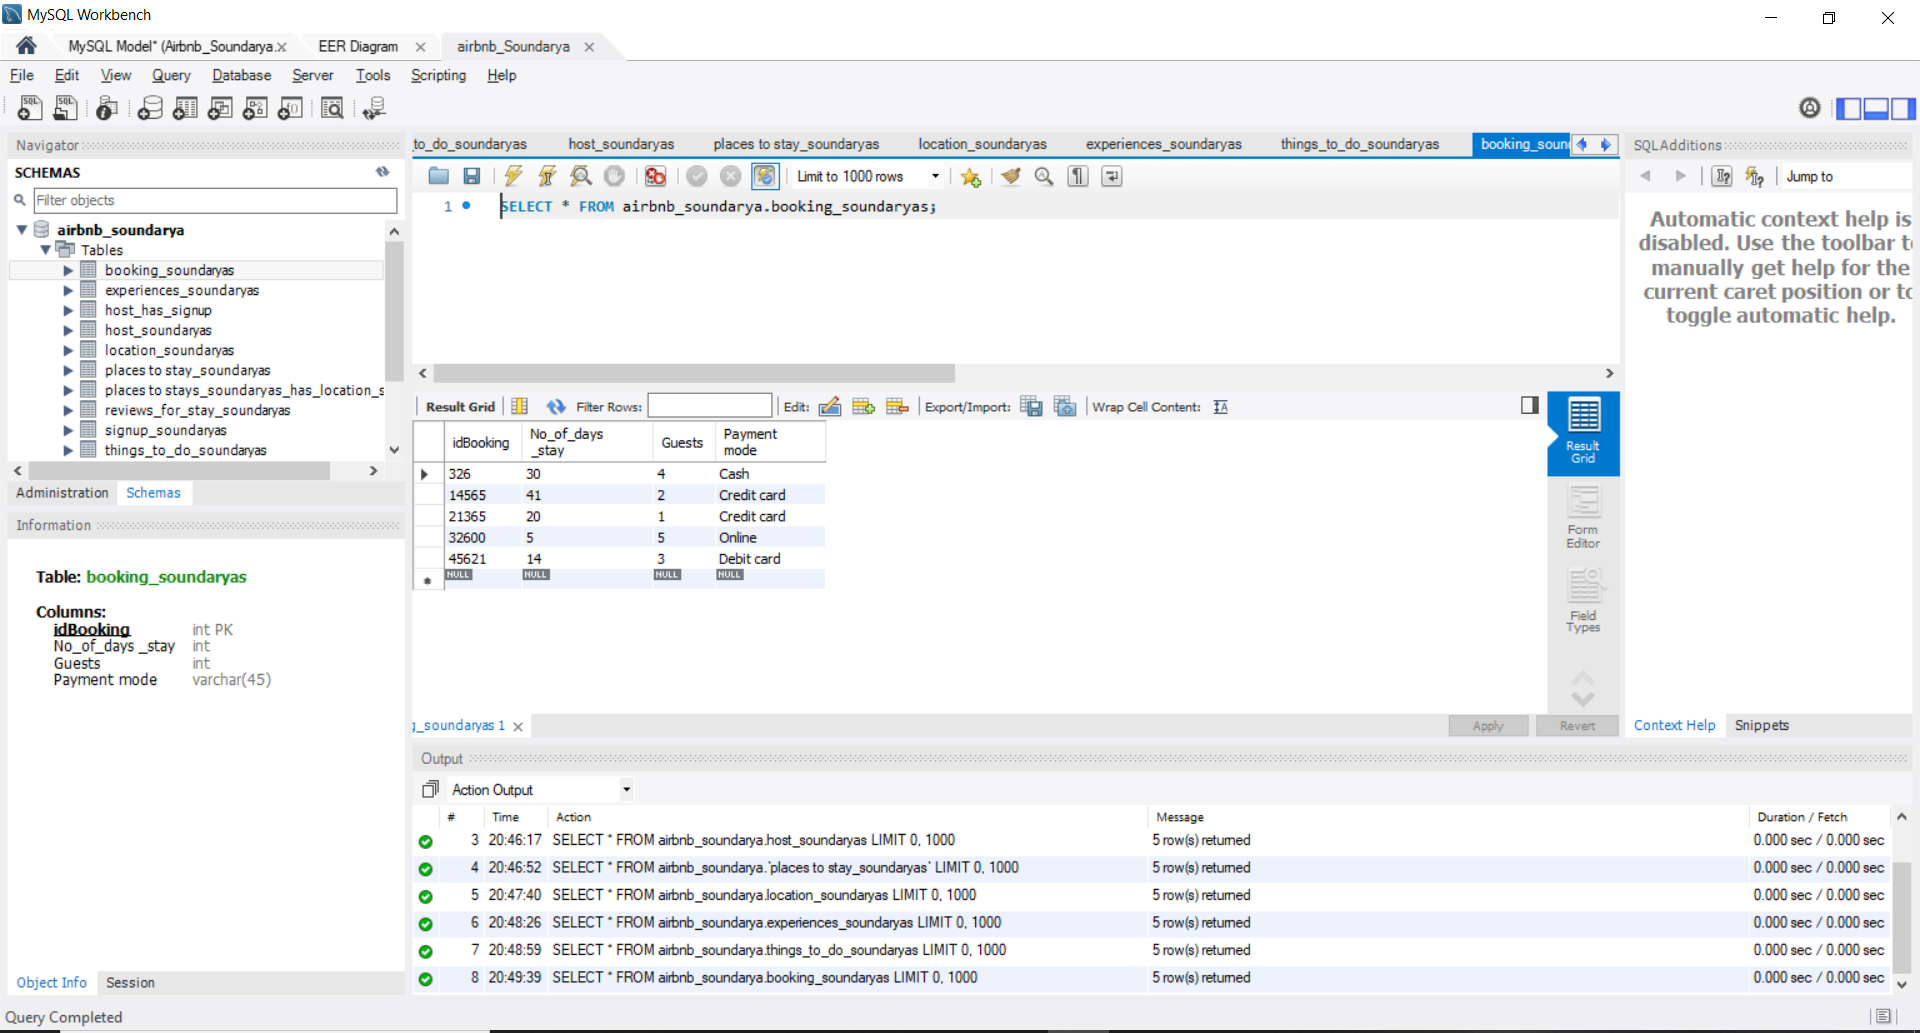 MySQL Workbench
MySQL Model* (Airbnb_Soundarya.
EER Diagram
airbnb_Soundarya
File Edit View Query Database Server Tools Scripting Help
Navigator
SCHEMAS
Filter objects
airbnb_soundarya
Tables
booking_soundaryas
experiences_soundaryas
host_has_signup
host_soundaryas
location_soundaryas
places to stay_soundaryas
places to stays_soundaryas_has_location_s
reviews_for_stay_soundaryas
signup_soundaryas
things_to_do_soundaryas
Administration Schemas
Information
Table: booking_soundaryas
Columns:
idBooking int PK
No_of_days _stay int
Guests int
Payment mode varchar(45)
Object Info Session
to_do_soundaryas host_soundaryas places to stay_soundaryas location_soundaryas experiences_soundaryas things_to_do_soundaryas booking_soun
Limit to 1000 rows
1 SELECT * FROM airbnb_soundarya.booking_soundaryas;
Result Grid Filter Rows: Edit: Export/Import: Wrap Cell Content:
idBooking No_of_days _stay Guests Payment mode
326 30 4 Cash
14565 41 2 Credit card
21365 20 1 Credit card
32600 5 5 Online
45621 14 3 Debit card
NULL NULL NULL NULL
Result Grid
Form Editor
Field Types
_soundaryas 1
Apply Revert
SQLAdditions
Jump to
Automatic context help is
disabled. Use the toolbar t
manually get help for the
current caret position or to
toggle automatic help.
Context Help Snippets
Output
Action Output
# Time Action Message Duration / Fetch
3 20:46:17 SELECT * FROM airbnb_soundarya.host_soundaryas LIMIT 0, 1000 5 row(s) returned 0.000 sec / 0.000 sec
4 20:46:52 SELECT * FROM airbnb_soundarya.`places to stay_soundaryas` LIMIT 0, 1000 5 row(s) returned 0.000 sec / 0.000 sec
5 20:47:40 SELECT * FROM airbnb_soundarya.location_soundaryas LIMIT 0, 1000 5 row(s) returned 0.000 sec / 0.000 sec
6 20:48:26 SELECT * FROM airbnb_soundarya.experiences_soundaryas LIMIT 0, 1000 5 row(s) returned 0.000 sec / 0.000 sec
7 20:48:59 SELECT * FROM airbnb_soundarya.things_to_do_soundaryas LIMIT 0, 1000 5 row(s) returned 0.000 sec / 0.000 sec
8 20:49:39 SELECT * FROM airbnb_soundarya.booking_soundaryas LIMIT 0, 1000 5 row(s) returned 0.000 sec / 0.000 sec
Query Completed